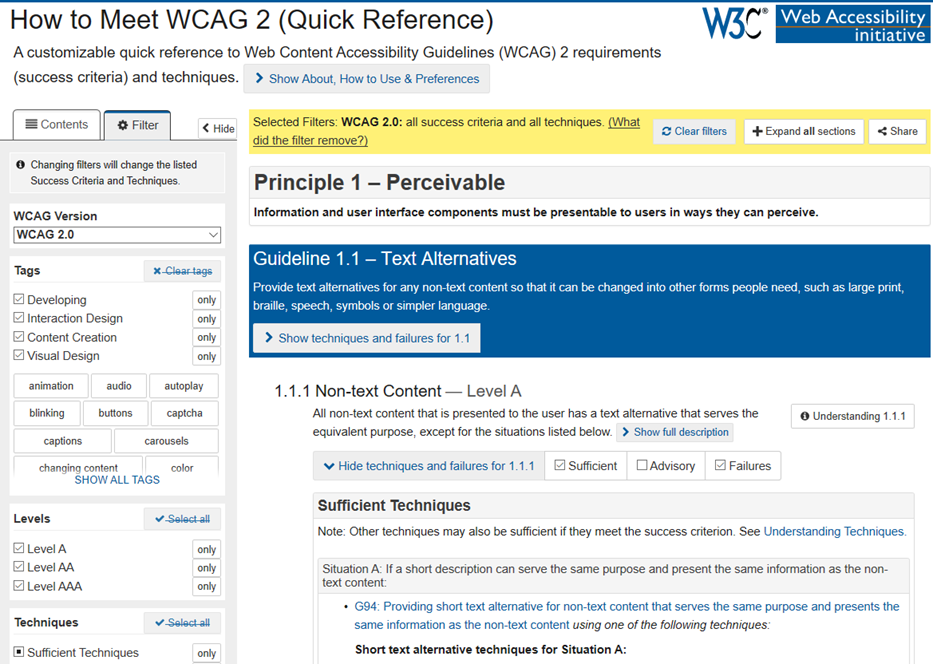 How to Meet WCAG 2 (Quick Reference)
W3C®
Web Accessibility
initiative
A customizable quick reference to Web Content Accessibility Guidelines (WCAG) 2 requirements
(success criteria) and techniques.
Show About, How to Use & Preferences
Contents
Filter
Hide
Changing filters will change the listed
Success Criteria and Techniques.
WCAG Version
WCAG 2.0
Tags
Clear tags
Developing only
Interaction Design only
Content Creation only
Visual Design only
animation audio autoplay
blinking buttons captcha
captions carousels
changing content color
SHOW ALL TAGS
Levels
Select all
Level A only
Level AA only
Level AAA only
Techniques
Select all
Sufficient Techniques only
Selected Filters: WCAG 2.0: all success criteria and all techniques. (What
did the filter remove?)
Clear filters
Expand all sections
Share
Principle 1 – Perceivable
Information and user interface components must be presentable to users in ways they can perceive.
Guideline 1.1 – Text Alternatives
Provide text alternatives for any non-text content so that it can be changed into other forms people need, such as large print,
braille, speech, symbols or simpler language.
Show techniques and failures for 1.1
1.1.1 Non-text Content — Level A
All non-text content that is presented to the user has a text alternative that serves the
equivalent purpose, except for the situations listed below.
Show full description
Understanding 1.1.1
Hide techniques and failures for 1.1.1
Sufficient
Advisory
Failures
Sufficient Techniques
Note: Other techniques may also be sufficient if they meet the success criterion. See Understanding Techniques.
Situation A: If a short description can serve the same purpose and present the same information as the non-
text content:
• G94: Providing short text alternative for non-text content that serves the same purpose and presents the
same information as the non-text content using one of the following techniques:
Short text alternative techniques for Situation A: